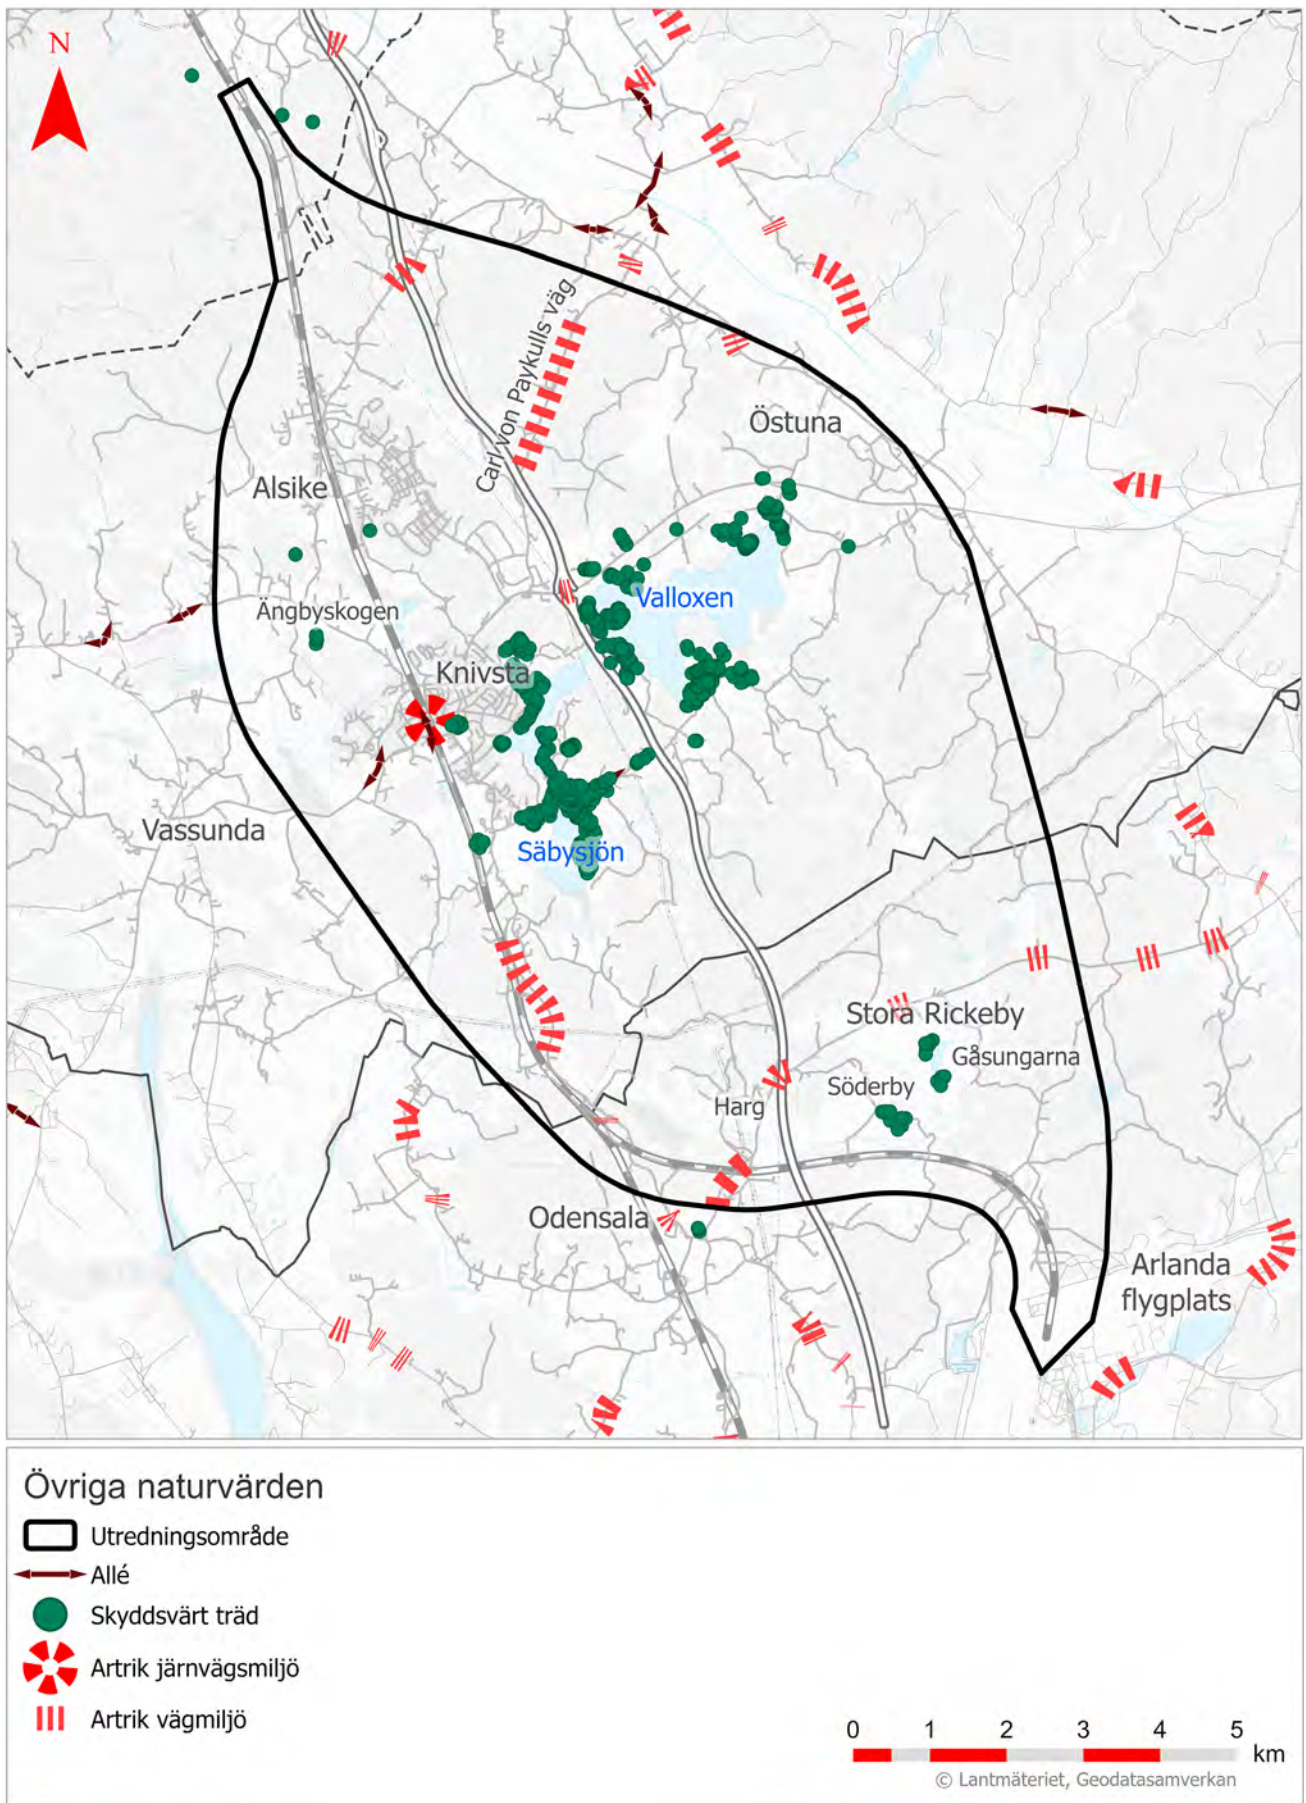 N
Carl von Paykulls väg
Östuna
Alsike
Valloxen
Ängbyskogen
Knivsta
Vassunda
Säbysjön
Stora Rickeby
Gåsungarna
Söderby
Harg
Odensala
Arlanda
flygplats
Övriga naturvärden
Utredningsområde
Allé
Skyddsvärt träd
Artrik järnvägsmiljö
Artrik vägmiljö
0 1 2 3 4 5
km
© Lantmäteriet, Geodatasamverkan